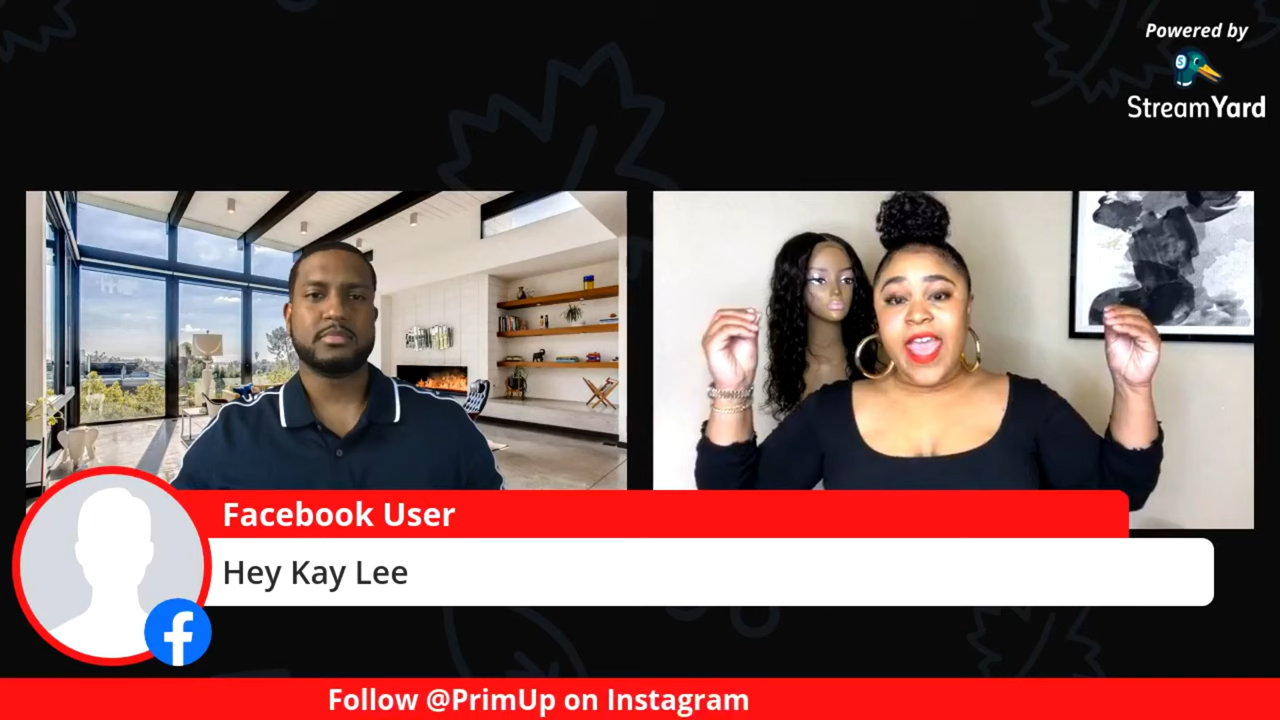 Powered by
StreamYard
Facebook User
Hey Kay Lee
Follow @PrimUp on Instagram